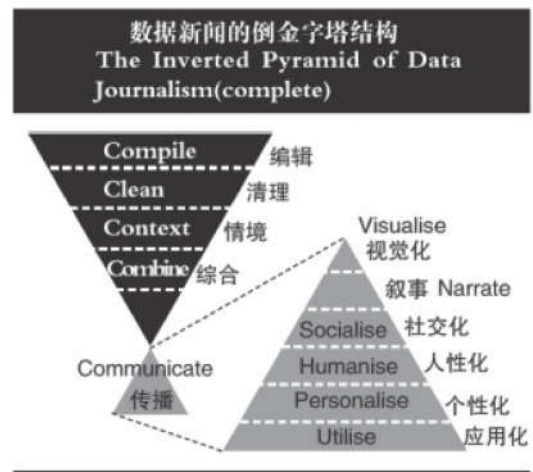 数据新闻的倒金字塔结构
The Inverted Pyramid of Data
Journalism(complete)
Compile 编辑
Clean 清理
Context 情境
Combine 综合
Communicate
传播
Visualise
视觉化
叙事 Narrate
Socialise 社交化
Humanise 人性化
Personalise 个性化
Utilise 应用化